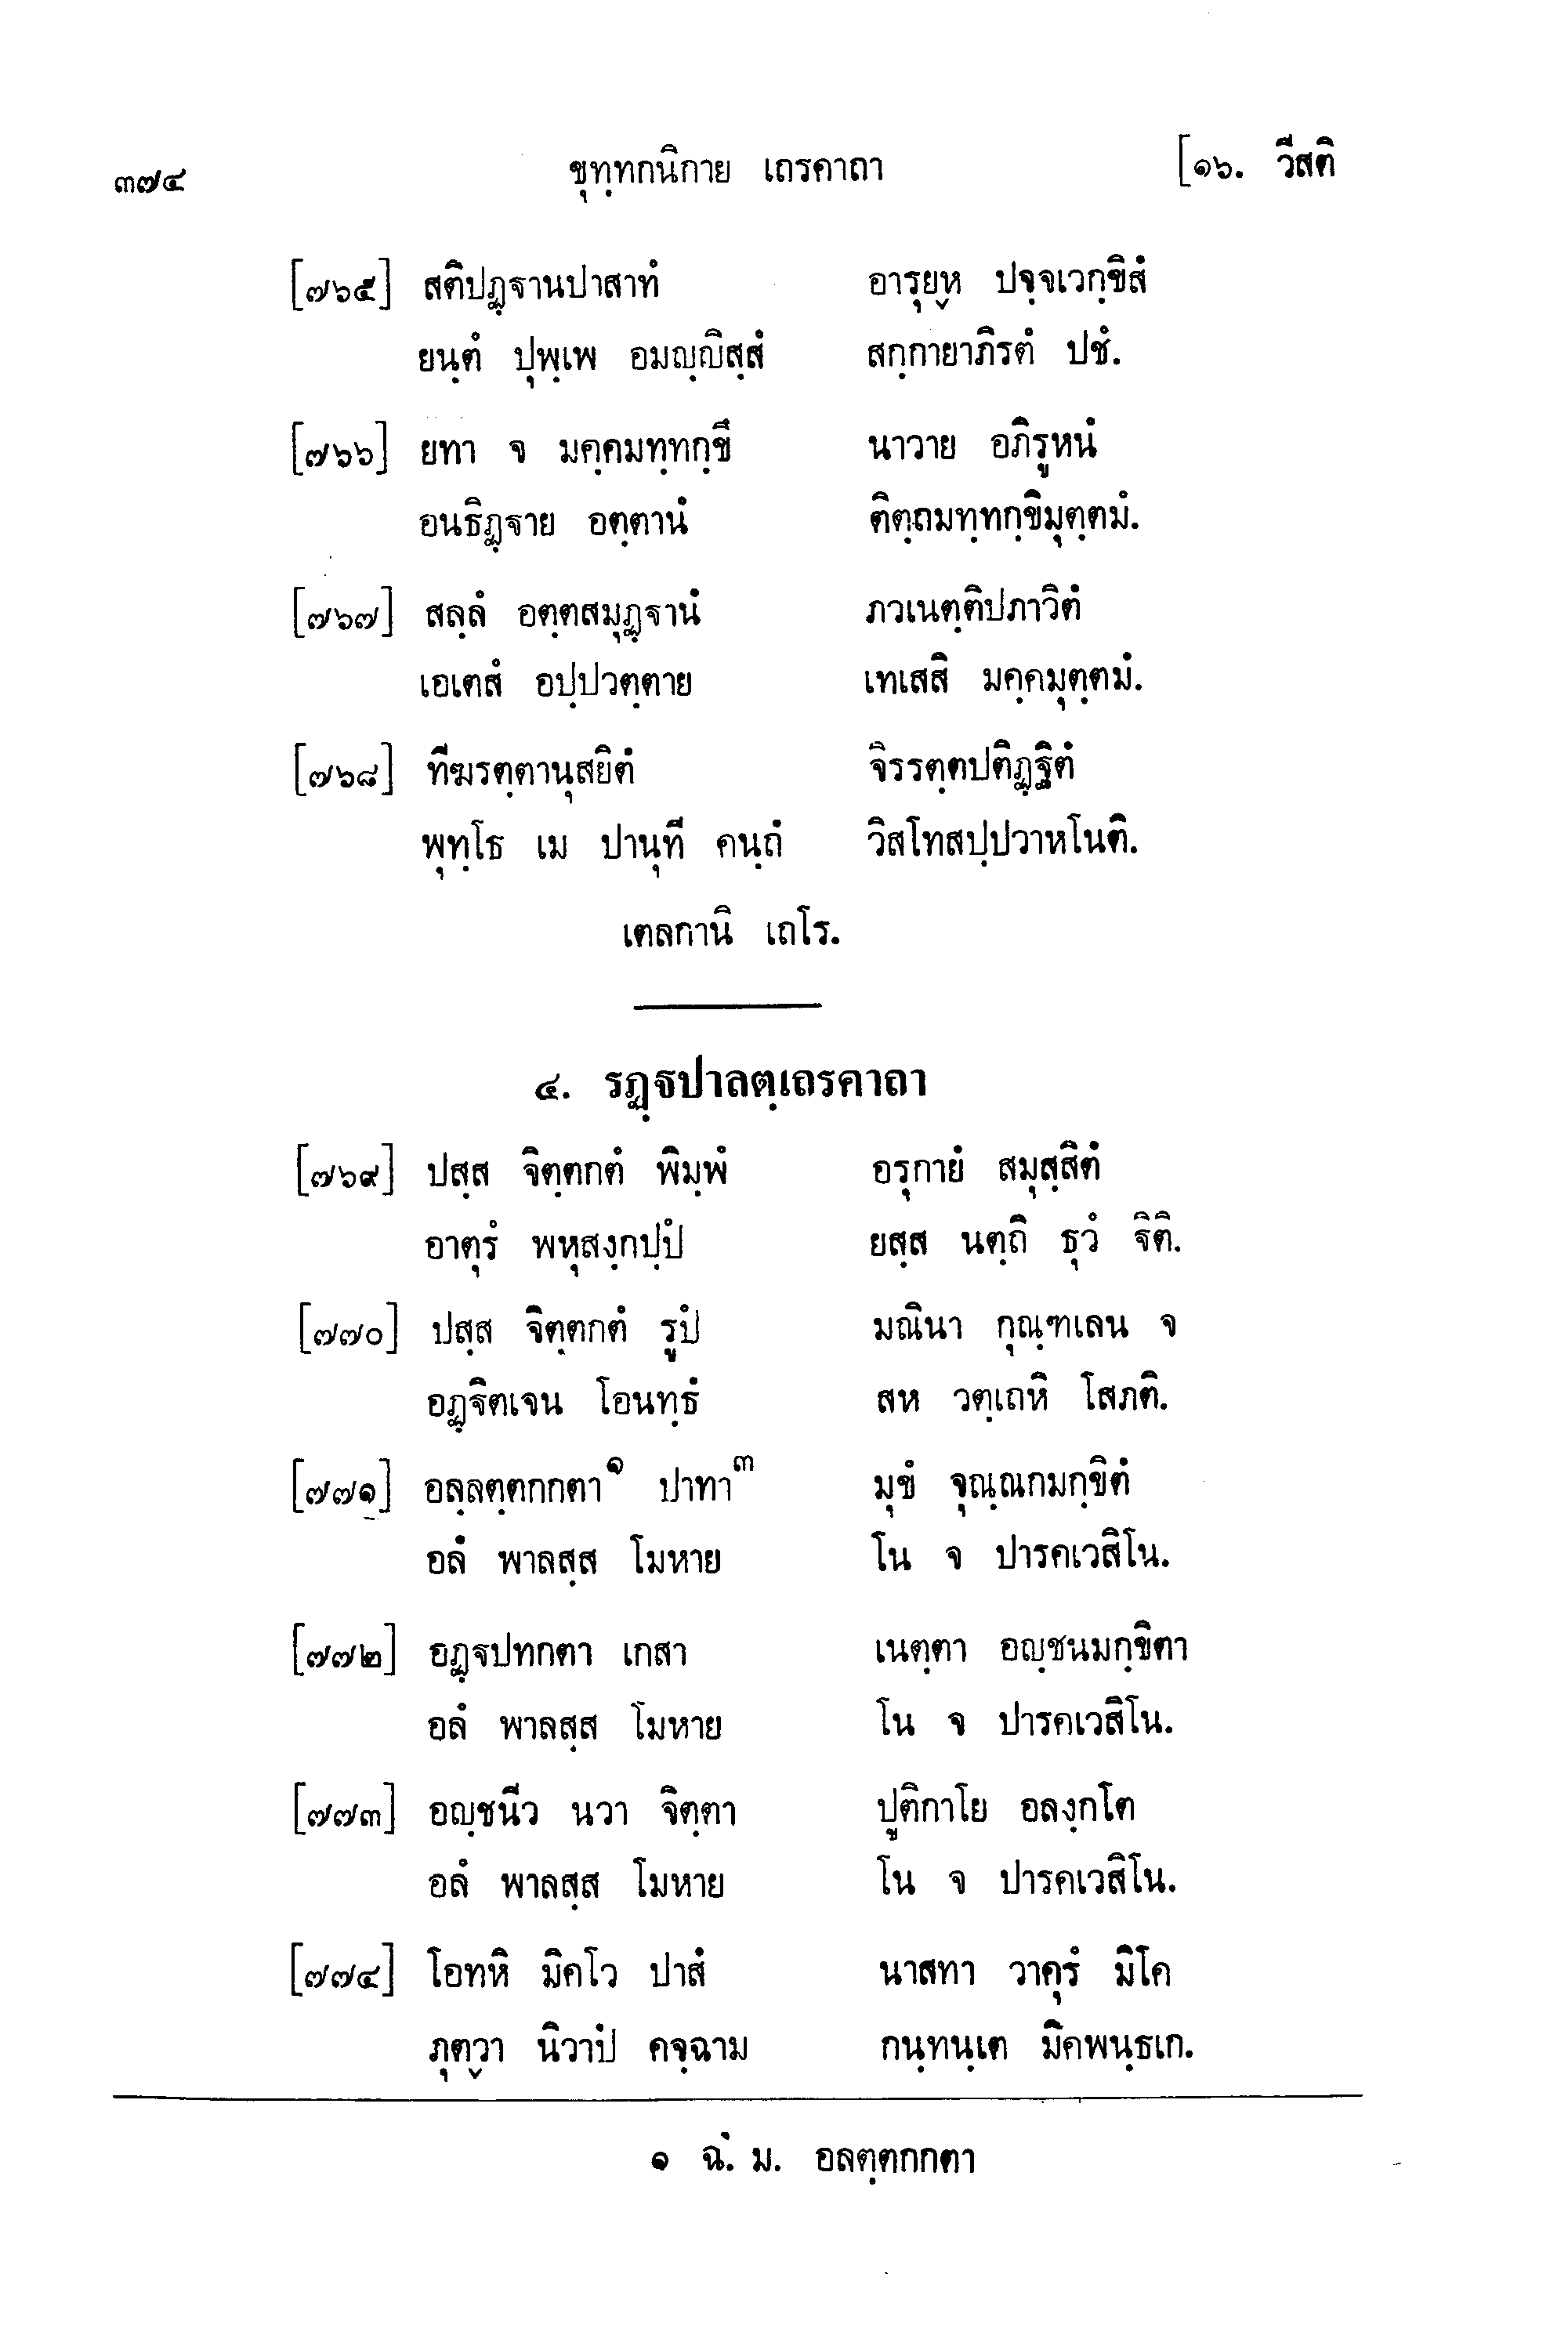 ๓๗๔ ขุทฺทกนิกาย เถรคาถา [๑๖. วีสติ
[๗๖๕] สติปฏฺฐานปาสาทํ อารุยฺห ปจฺจเวกฺขิสํ
ยนฺตํ ปุพฺเพ อมญฺญิสฺสํ สกฺกายาภิรตํ ปชํ.
[๗๖๖] ยทา จ มคฺคมทฺทกฺขึ นาวาย อภิรูหนํ
อนธิฏฺฐาย อตฺตานํ ติตฺถมทฺทกฺขิมุตฺตมํ.
[๗๖๗] สลฺลํ อตฺตสมุฏฺฐานํ ภวเนตฺติปภาวิตํ
เอเตสํ อปฺปวตฺตาย เทเสสิ มคฺคมุตฺตมํ.
[๗๖๘] ทีฆรตฺตานุสยิตํ จิรรตฺตปติฏฺฐิตํ
พุทฺโธ เม ปานุที คนฺถํ วิสโทสปฺปวาหโนติ.
เตลกานิ เถโร.
๔. รฏฺฐปาลตฺเถรคาถา
[๗๖๙] ปสฺส จิตฺตกตํ พิมฺพํ อรุกายํ สมุสฺสิตํ
อาตุรํ พหุสงฺกปฺปํ ยสฺส นตฺถิ ธุวํ ฐิติ.
[๗๗๐] ปสฺส จิตฺตกตํ รูปํ มณินา กุณฺฑเลน จ
อฏฺฐิตเจน โอนทฺธํ สห วตฺเถหิ โสภติ.
[๗๗๑] อลฺลตฺตกกตา๑ ปาทา๓ มุขํ จุณฺณกมกฺขิตํ
อลํ พาลสฺส โมหาย โน จ ปารคเวสิโน.
[๗๗๒] อฏฺฐปทกตา เกสา เนตฺตา อญฺชนมกฺขิตา
อลํ พาลสฺส โมหาย โน จ ปารคเวสิโน.
[๗๗๓] อญฺชนีว นวา จิตฺตา ปูติกาโย อลงฺกโต
อลํ พาลสฺส โมหาย โน จ ปารคเวสิโน.
[๗๗๔] โอทหิ มิคโว ปาสํ นาสทา วาคุรํ มิโค
ภุตฺวา นิวาปํ คจฺฉาม กนฺทนฺเต มิคพนฺธเก.
๑ ฉ. ม. อลตฺตกกตา